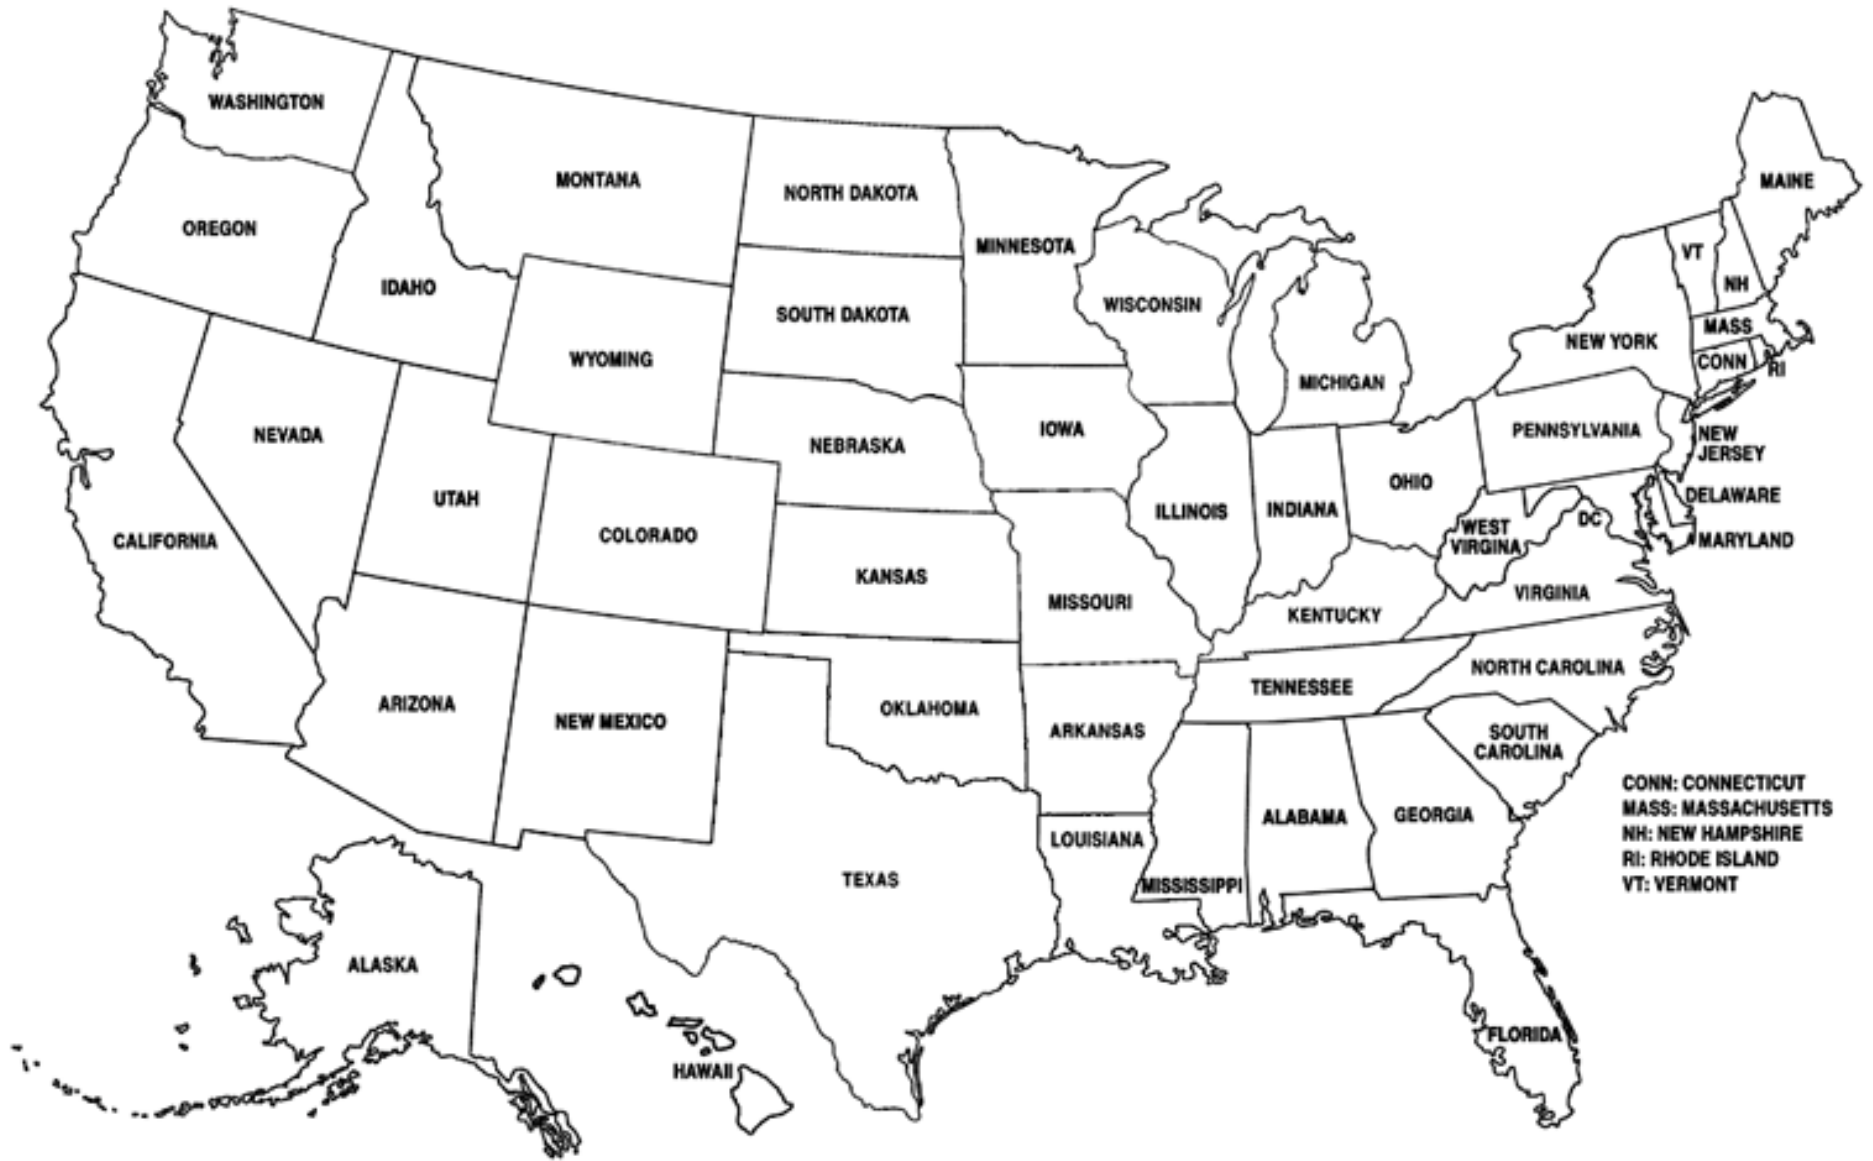 WASHINGTON
MONTANA
NORTH DAKOTA
MINNESOTA
MAINE
OREGON
IDAHO
VT
NH
WISCONSIN
SOUTH DAKOTA
WYOMING
MASS
NEW YORK
CONN
RI
MICHIGAN
IOWA
NEVADA
NEBRASKA
PENNSYLVANIA
NEW
JERSEY
UTAH
OHIO
DELAWARE
ILLINOIS
INDIANA
DC
WEST
VIRGINA
MARYLAND
CALIFORNIA
COLORADO
KANSAS
MISSOURI
KENTUCKY
VIRGINIA
NORTH CAROLINA
TENNESSEE
ARIZONA
NEW MEXICO
OKLAHOMA
ARKANSAS
SOUTH
CAROLINA
ALABAMA
GEORGIA
LOUISIANA
TEXAS
MISSISSIPPI
CONN: CONNECTICUT
MASS: MASSACHUSETTS
NH: NEW HAMPSHIRE
RI: RHODE ISLAND
VT: VERMONT
ALASKA
HAWAII
FLORIDA